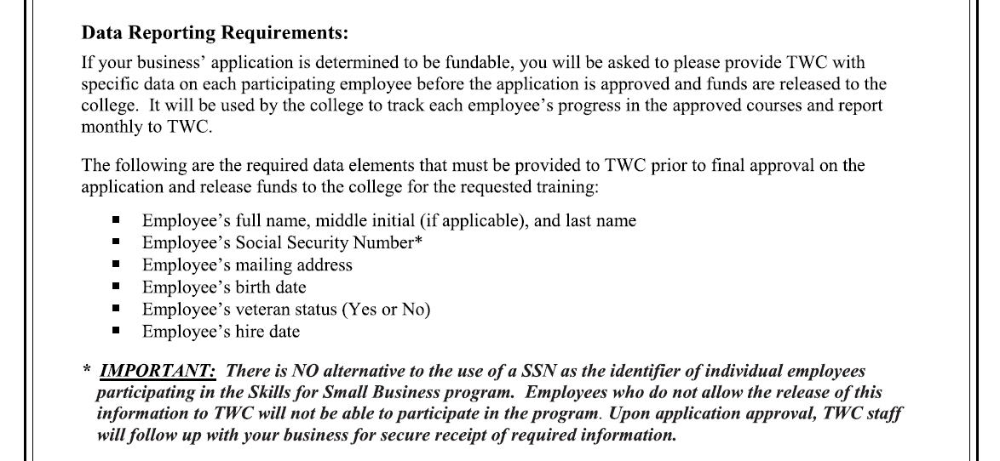 Data Reporting Requirements:
If your business’ application is determined to be fundable, you will be asked to please provide TWC with
specific data on each participating employee before the application is approved and funds are released to the
college.  It will be used by the college to track each employee’s progress in the approved courses and report
monthly to TWC.
The following are the required data elements that must be provided to TWC prior to final approval on the
application and release funds to the college for the requested training:
▪ Employee’s full name, middle initial (if applicable), and last name
▪ Employee’s Social Security Number*
▪ Employee’s mailing address
▪ Employee’s birth date
▪ Employee’s veteran status (Yes or No)
▪ Employee’s hire date
* IMPORTANT:  There is NO alternative to the use of a SSN as the identifier of individual employees
participating in the Skills for Small Business program.  Employees who do not allow the release of this
information to TWC will not be able to participate in the program. Upon application approval, TWC staff
will follow up with your business for secure receipt of required information.